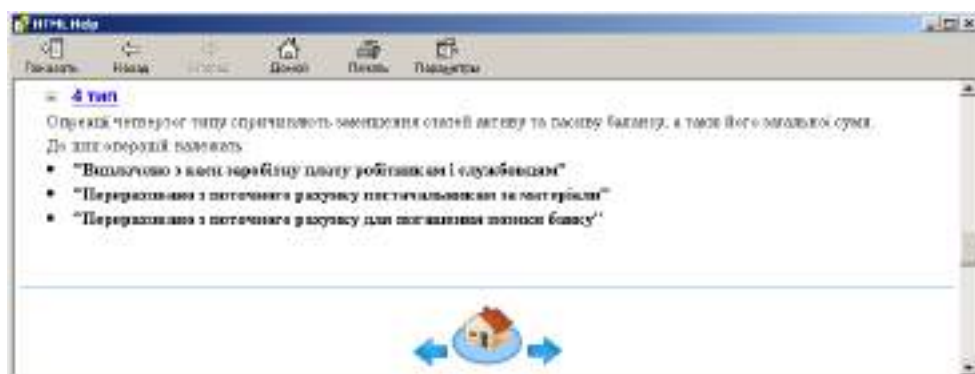 HTML Help
Показать Назад Вперед Домой Печать Параметры
4 тип
Операції четвертог типу спричиняють зменшення статей активу та пасиву балансу, а також його загальної суми.
До цих операцій належать
• "Виплачено з каси заробітну плату робітникам і службовцям"
• "Перераховано з поточного рахунку постачальникам за матеріали"
• "Перераховано з поточного рахунку для погашення позики банку"